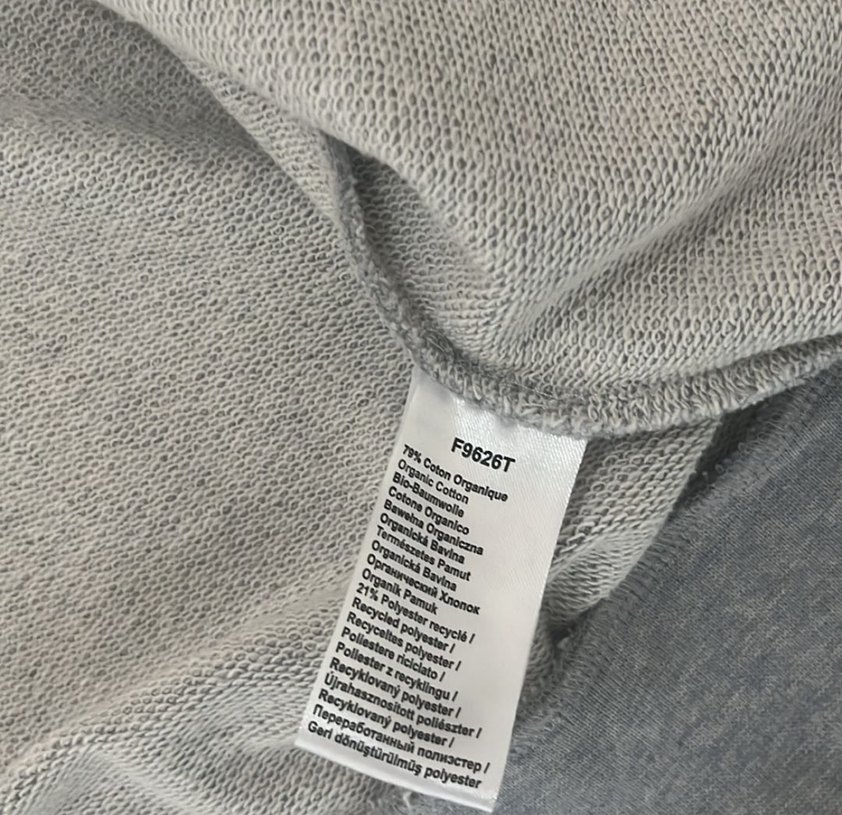 F9626T
79% Coton Organique
Organic Cotton
Bio-Baumwolle
Cotone Organico
Bawełna Organiczna
Organická Bavlna
Természetes Pamut
Organická Bavlna
Органический Хлопок
Organik Pamuk
21% Polyester recyclé /
Recycled polyester /
Recyceltes polyester /
Poliestere riciclato /
Poliester z recyklingu /
Recyklovaný polyester /
Újrahasznosított poliészter /
Recyklovaný polyester /
Переработанный полиэстер /
Geri dönüştürülmüş polyester